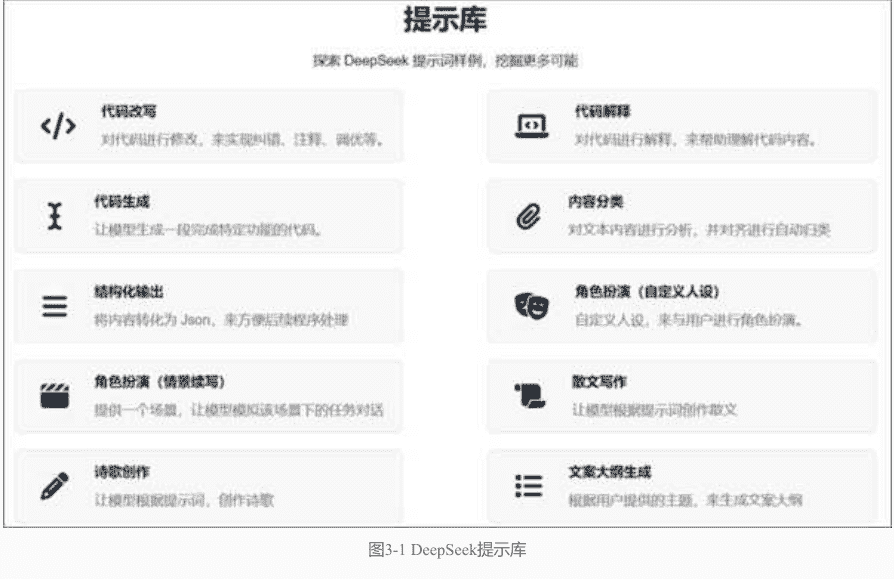 提示库
探索 DeepSeek 提示词样例，挖掘更多可能
代码改写
对代码进行修改，来实现纠错、注释、调优等。
代码解释
对代码进行解释，来帮助理解代码内容。
代码生成
让模型生成一段完成特定功能的代码。
内容分类
对文本内容进行分析，并对齐进行自动归类
结构化输出
将内容转化为 Json，来方便后续程序处理
角色扮演（自定义人设）
自定义人设，来与用户进行角色扮演。
角色扮演（情景续写）
提供一个场景，让模型模拟该场景下的任务对话
散文写作
让模型根据提示词创作散文
诗歌创作
让模型根据提示词，创作诗歌
文案大纲生成
根据用户提供的主题，来生成文案大纲
图3-1 DeepSeek提示库